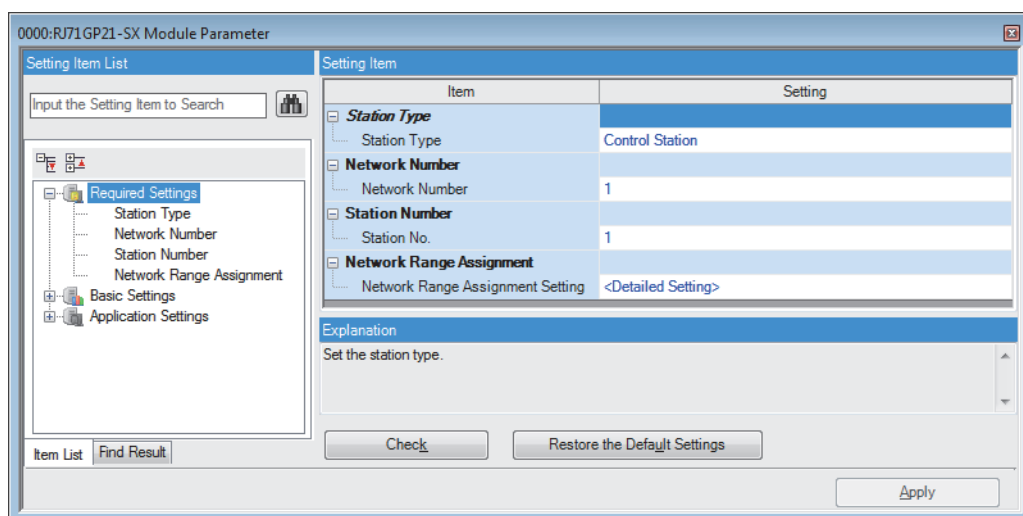 0000:RJ71GP21-SX Module Parameter
Setting Item List
Input the Setting Item to Search
Required Settings
Station Type
Network Number
Station Number
Network Range Assignment
Basic Settings
Application Settings
Item List Find Result
Setting Item
Item Setting
Station Type
Station Type Control Station
Network Number
Network Number 1
Station Number
Station No. 1
Network Range Assignment
Network Range Assignment Setting <Detailed Setting>
Explanation
Set the station type.
Check Restore the Default Settings
Apply